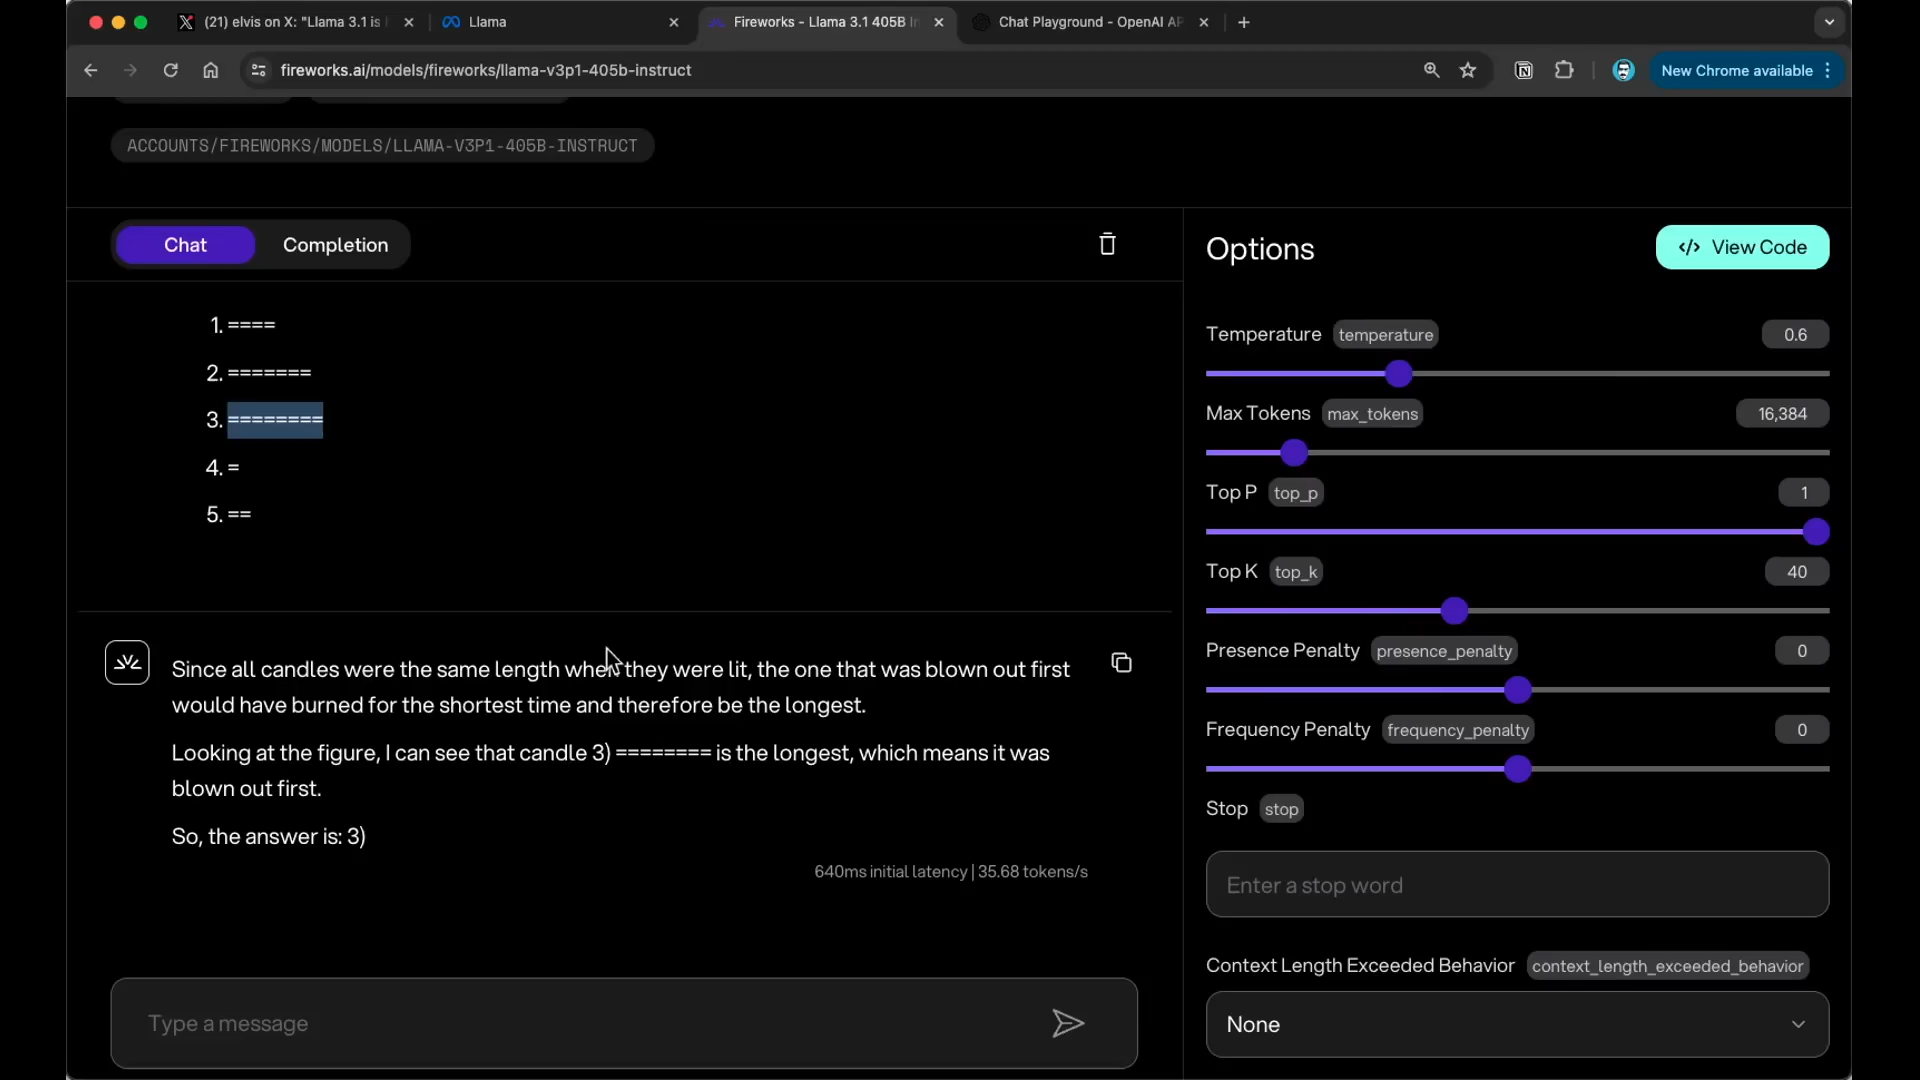 (21) elvis on X: "Llama 3.1 is
Llama
Fireworks - Llama 3.1 405B In
Chat Playground - OpenAI AP
fireworks.ai/models/fireworks/llama-v3p1-405b-instruct
New Chrome available
ACCOUNTS/FIREWORKS/MODELS/LLAMA-V3P1-405B-INSTRUCT
Chat
Completion
1. ====
2. =======
3. ========
4. =
5. ==
Since all candles were the same length when they were lit, the one that was blown out first
would have burned for the shortest time and therefore be the longest.
Looking at the figure, I can see that candle 3) ======== is the longest, which means it was
blown out first.
So, the answer is: 3)
640ms initial latency | 35.68 tokens/s
Type a message
Options
</> View Code
Temperature temperature 0.6
Max Tokens max_tokens 16,384
Top P top_p 1
Top K top_k 40
Presence Penalty presence_penalty 0
Frequency Penalty frequency_penalty 0
Stop stop
Enter a stop word
Context Length Exceeded Behavior context_length_exceeded_behavior
None